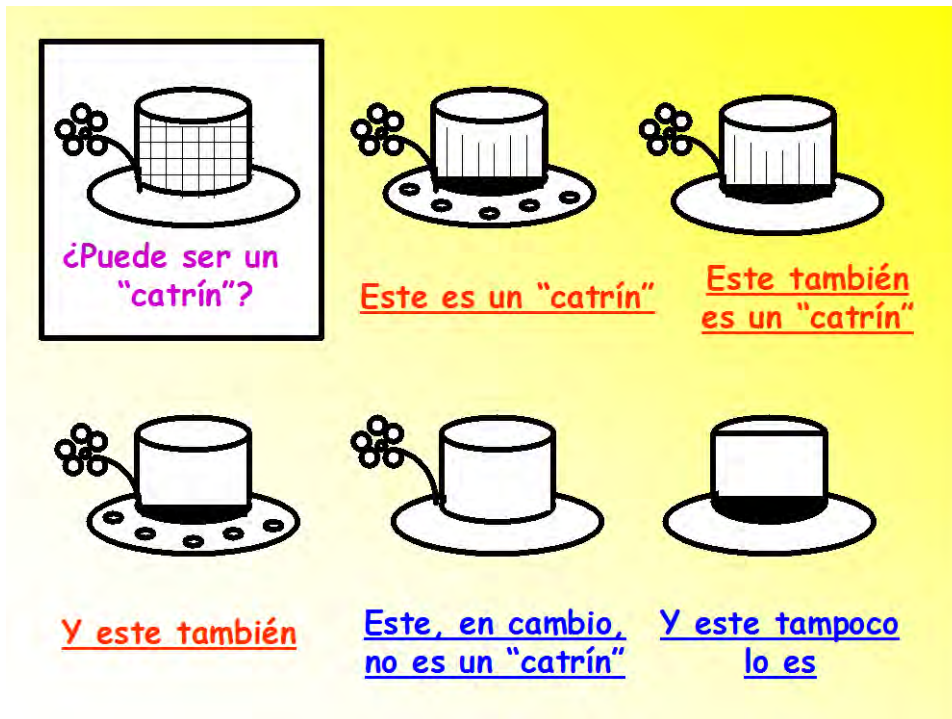 ¿Puede ser un
“catrín”?
Este es un “catrín”
Este también
es un “catrín”
Y este también
Este, en cambio,
no es un “catrín”
Y este tampoco
lo es